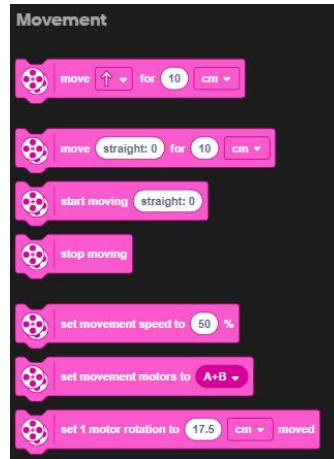 Movement
move ↑ for 10 cm
move straight: 0 for 10 cm
start moving straight: 0
stop moving
set movement speed to 50 %
set movement motors to A+B
set 1 motor rotation to 17.5 cm moved